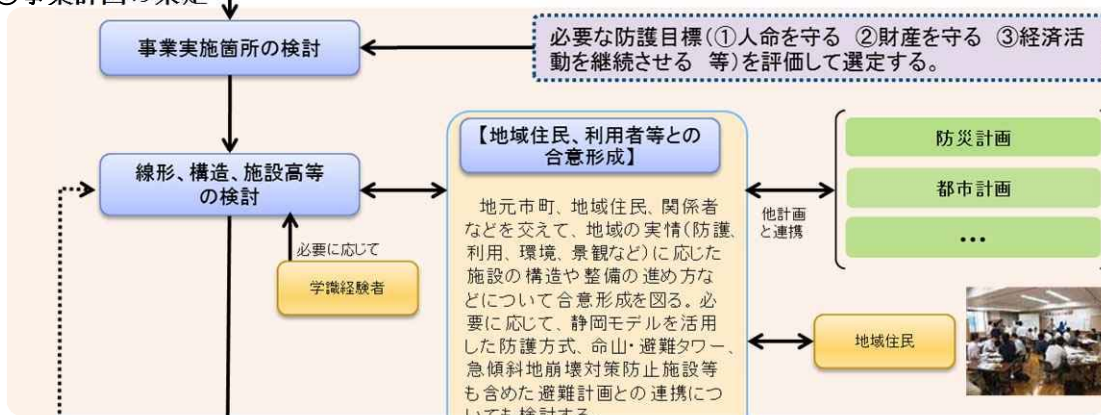 事業計画の策定
事業実施箇所の検討
必要な防護目標(①人命を守る ②財産を守る ③経済活
動を継続させる 等)を評価して選定する。
線形、構造、施設高等
の検討
必要に応じて
学識経験者
【地域住民、利用者等との
合意形成】
地元市町、地域住民、関係者
などを交えて、地域の実情(防護、
利用、環境、景観など)に応じた
施設の構造や整備の進め方な
どについて合意形成を図る。必
要に応じて、静岡モデルを活用
した防護方式、命山・避難タワー、
急傾斜地崩壊対策防止施設等
も含めた避難計画との連携につ
いても検討する。
他計画
と連携
防災計画
都市計画
…
地域住民